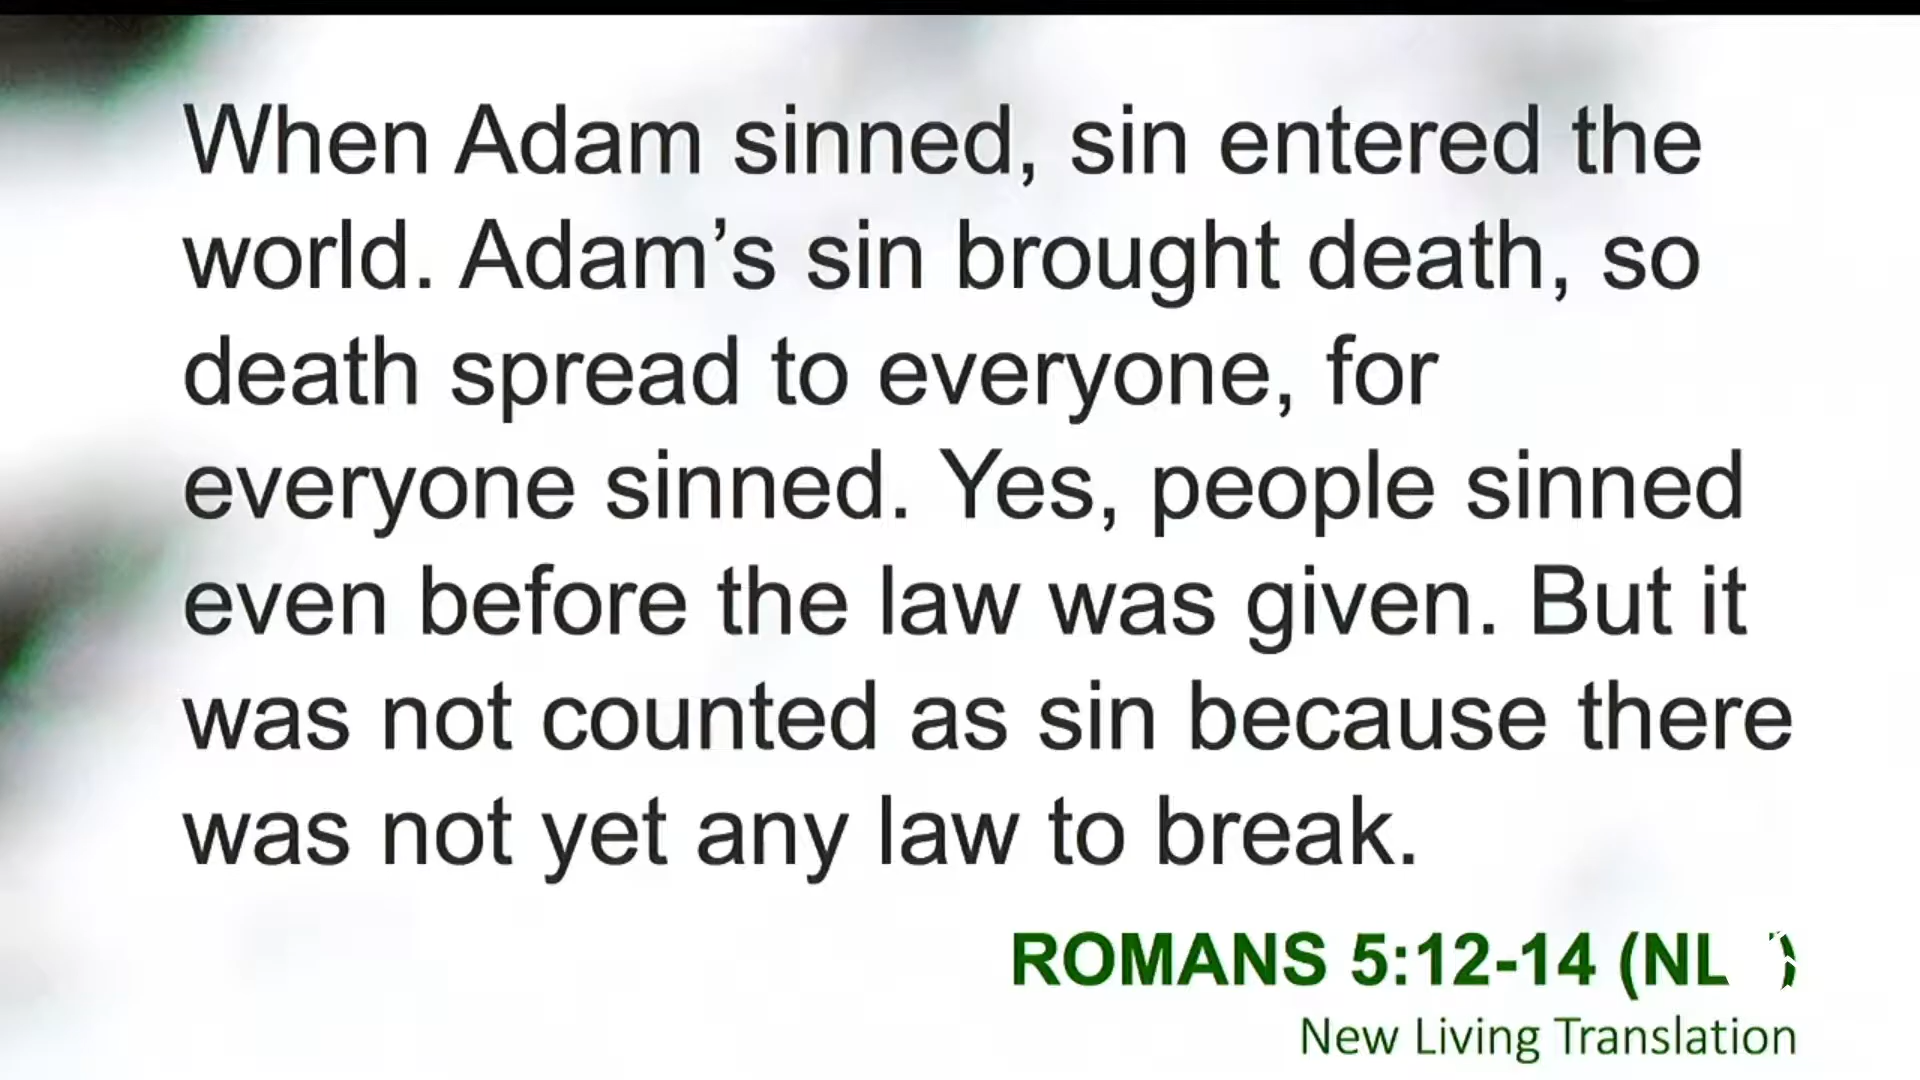 When Adam sinned, sin entered the
world. Adam’s sin brought death, so
death spread to everyone, for
everyone sinned. Yes, people sinned
even before the law was given. But it
was not counted as sin because there
was not yet any law to break.
ROMANS 5:12-14 (NL )
New Living Translation